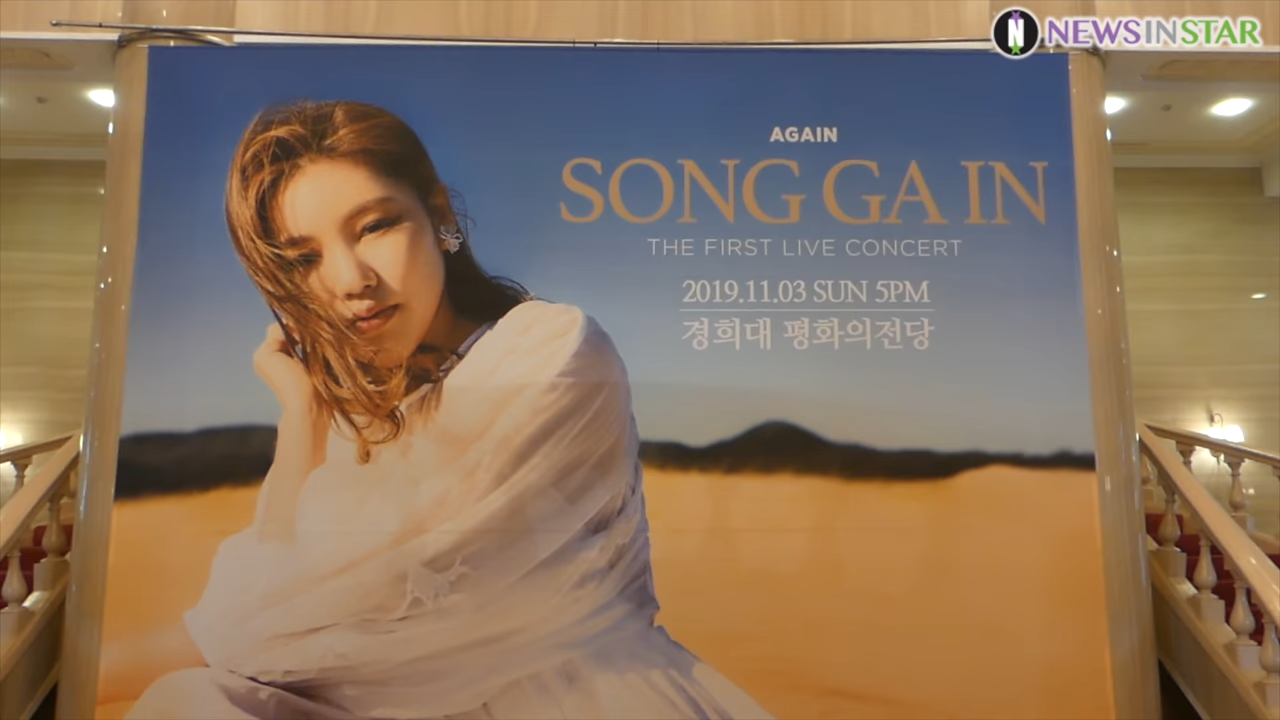 N NEWSINSTAR
AGAIN
SONG GA IN
THE FIRST LIVE CONCERT
2019.11.03 SUN 5PM
경희대 평화의전당